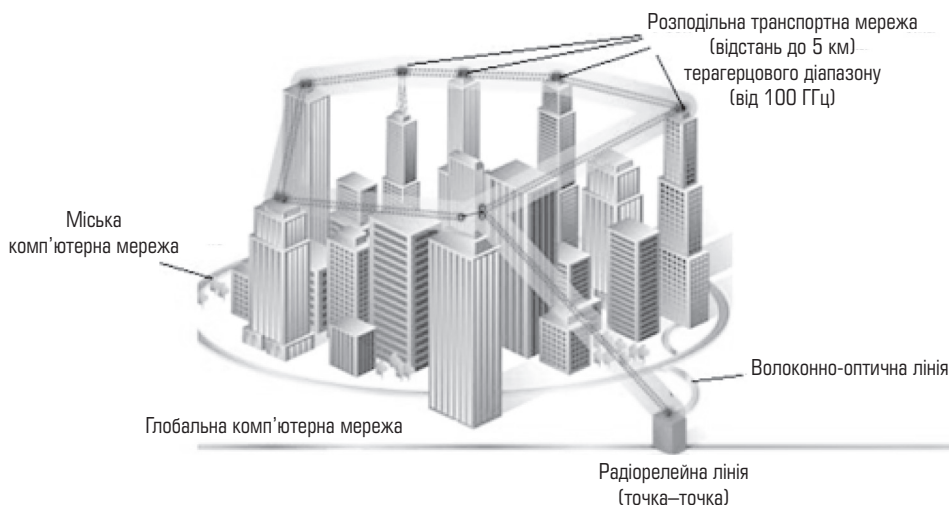 Розподільна транспортна мережа
(відстань до 5 км)
терагерцового діапазону
(від 100 ГГц)
Міська
комп’ютерна мережа
Волоконно-оптична лінія
Глобальна комп’ютерна мережа
Радіорелейна лінія
(точка–точка)